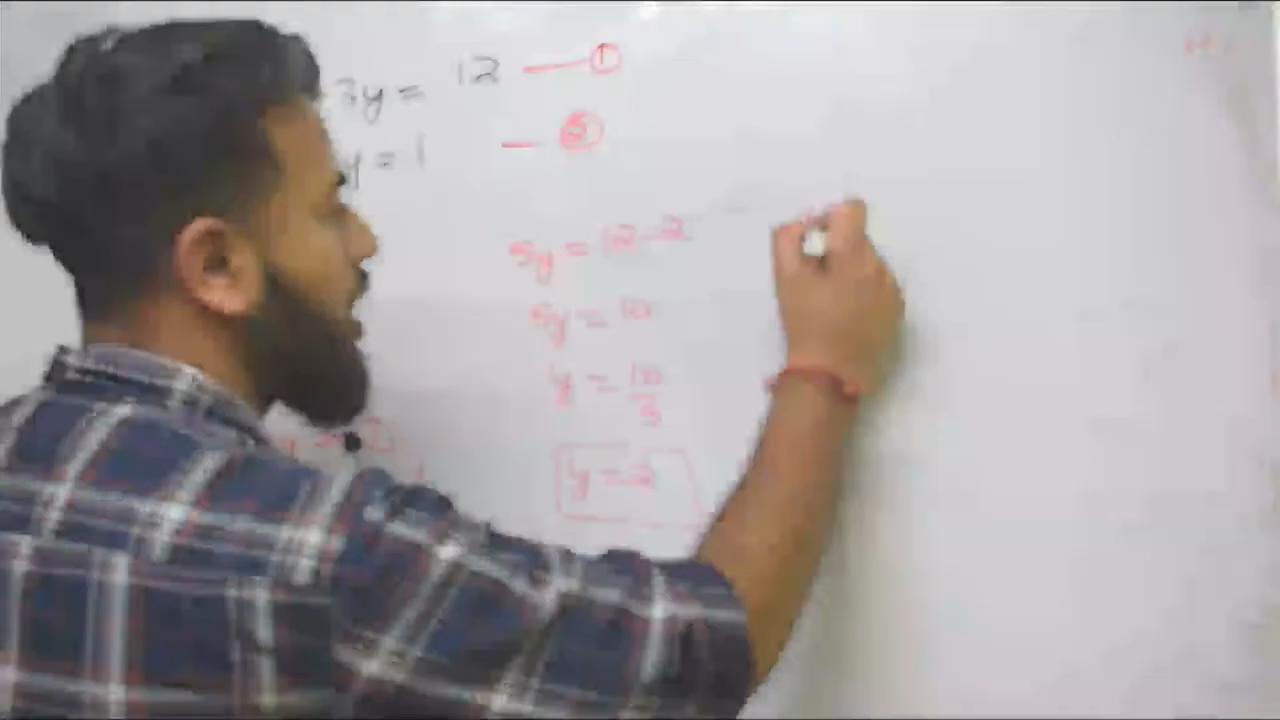 3y = 12 — ①
y = 1 — ②
5y = 12 - 2
5y = 10
y = 10/5
y = 2